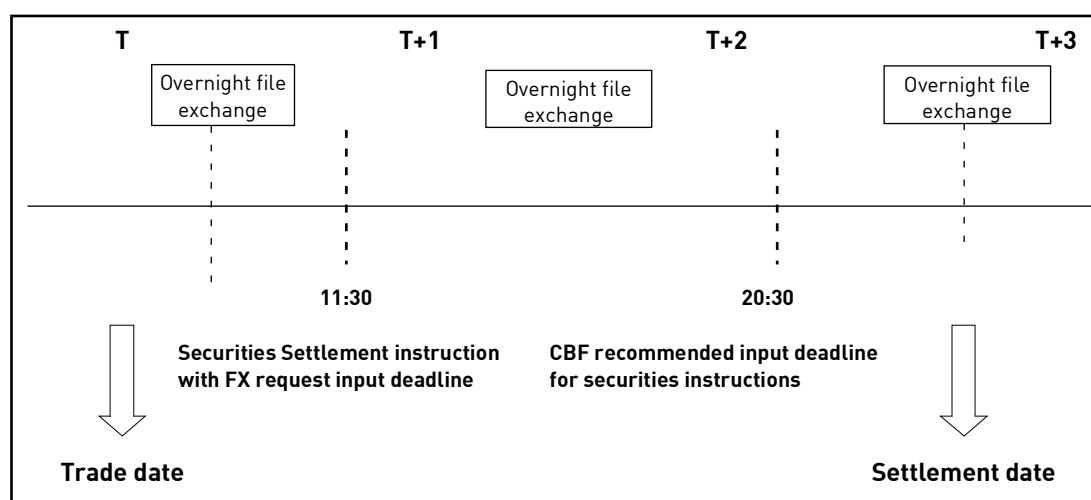 T
T+1
T+2
T+3
Overnight file
exchange
Overnight file
exchange
Overnight file
exchange
11:30
20:30
Securities Settlement instruction
with FX request input deadline
CBF recommended input deadline
for securities instructions
Trade date
Settlement date